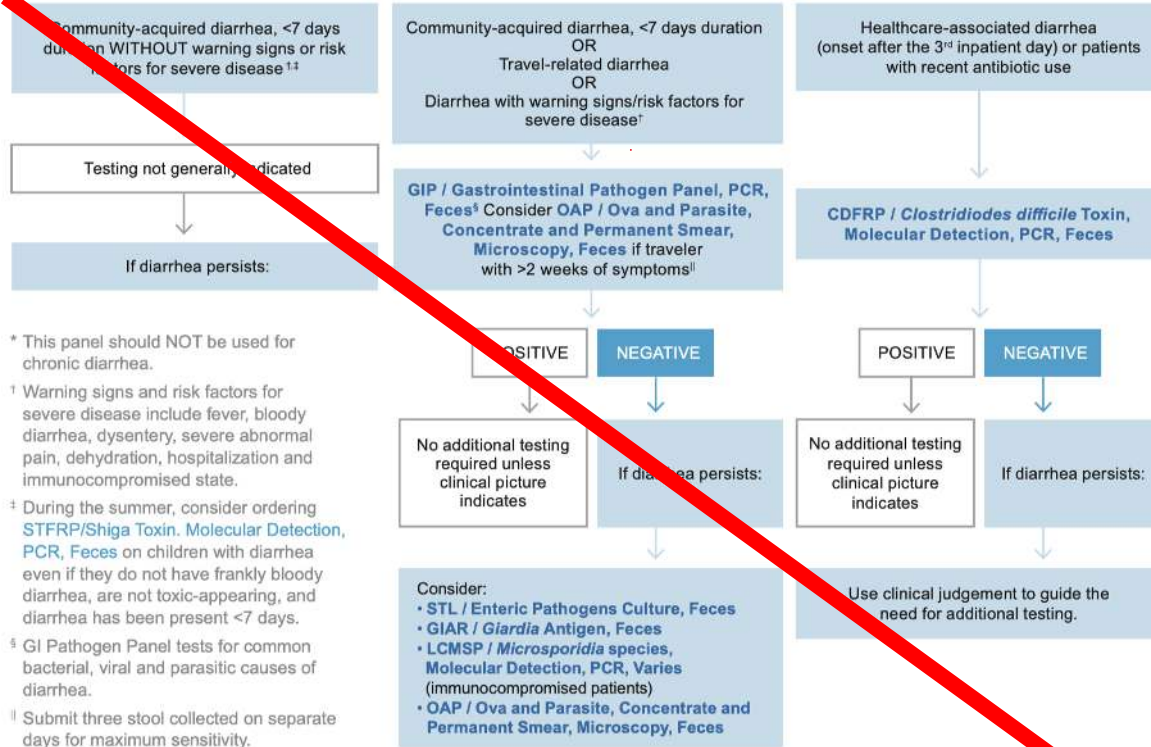 Community-acquired diarrhea, <7 days
duration WITHOUT warning signs or risk
factors for severe disease †,‡
Testing not generally indicated
If diarrhea persists:
* This panel should NOT be used for
chronic diarrhea.
† Warning signs and risk factors for
severe disease include fever, bloody
diarrhea, dysentery, severe abnormal
pain, dehydration, hospitalization and
immunocompromised state.
‡ During the summer, consider ordering
STFRP/Shiga Toxin. Molecular Detection,
PCR, Feces on children with diarrhea
even if they do not have frankly bloody
diarrhea, are not toxic-appearing, and
diarrhea has been present <7 days.
§ GI Pathogen Panel tests for common
bacterial, viral and parasitic causes of
diarrhea.
|| Submit three stool collected on separate
days for maximum sensitivity.
Community-acquired diarrhea, <7 days duration
OR
Travel-related diarrhea
OR
Diarrhea with warning signs/risk factors for
severe disease†
GIP / Gastrointestinal Pathogen Panel, PCR,
Feces§ Consider OAP / Ova and Parasite,
Concentrate and Permanent Smear,
Microscopy, Feces if traveler
with >2 weeks of symptoms||
POSITIVE
NEGATIVE
No additional testing
required unless
clinical picture
indicates
If diarrhea persists:
Consider:
• STL / Enteric Pathogens Culture, Feces
• GIAR / Giardia Antigen, Feces
• LCMSP / Microsporidia species,
Molecular Detection, PCR, Varies
(immunocompromised patients)
• OAP / Ova and Parasite, Concentrate and
Permanent Smear, Microscopy, Feces
Healthcare-associated diarrhea
(onset after the 3rd inpatient day) or patients
with recent antibiotic use
CDFRP / Clostridiodes difficile Toxin,
Molecular Detection, PCR, Feces
POSITIVE
NEGATIVE
No additional testing
required unless
clinical picture
indicates
If diarrhea persists:
Use clinical judgement to guide the
need for additional testing.